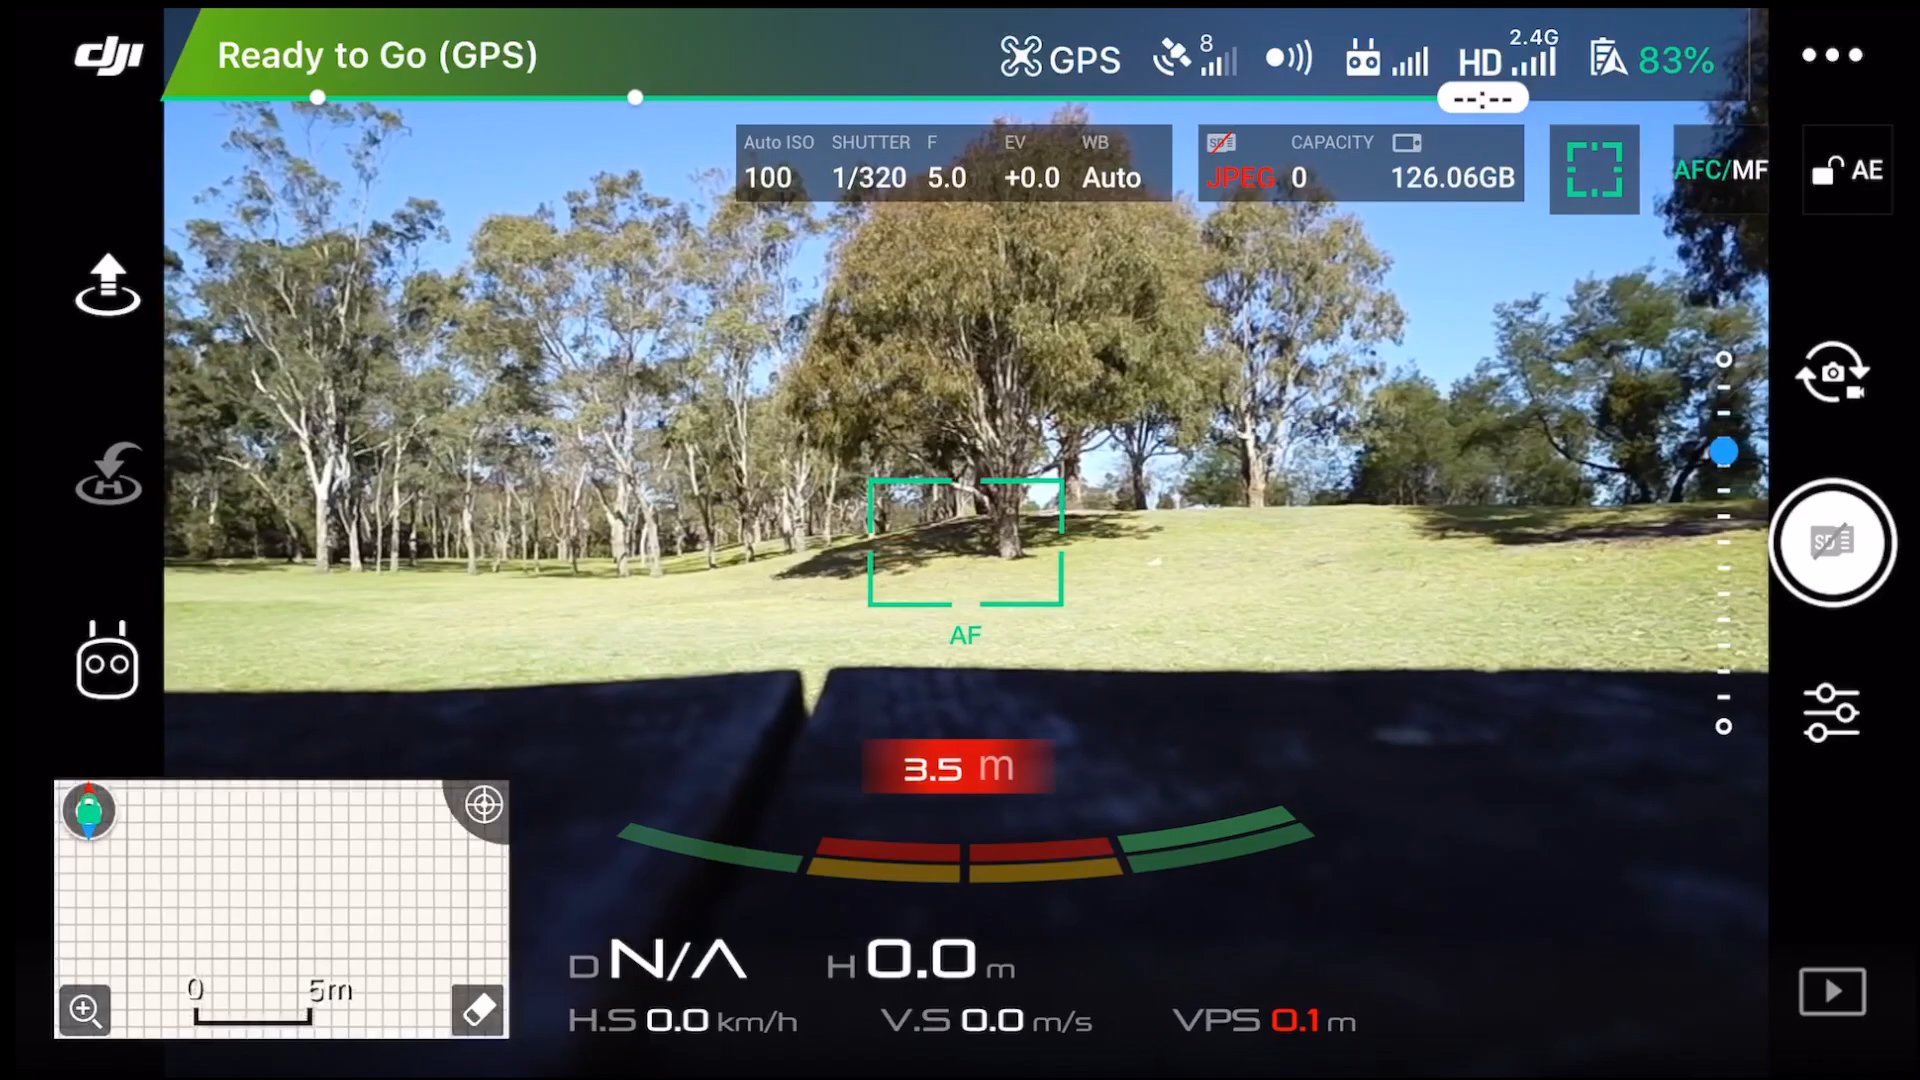 dji
Ready to Go (GPS)
GPS
8
HD 2.4G
83%
--:--
Auto ISO SHUTTER F EV WB
100 1/320 5.0 +0.0 Auto
SD CAPACITY
JPEG 0 126.06GB
AFC/MF
AE
H
SD
AF
3.5 m
0 5m
D N/A H 0.0 m
H.S 0.0 km/h V.S 0.0 m/s VPS 0.1 m